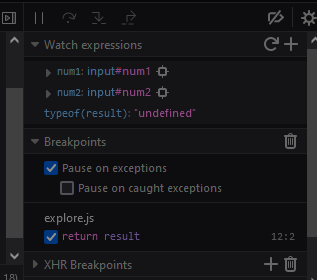 Watch expressions
num1: input#num1
num2: input#num2
typeof(result): "undefined"
Breakpoints
Pause on exceptions
Pause on caught exceptions
explore.js
return result 12:2
XHR Breakpoints
18)